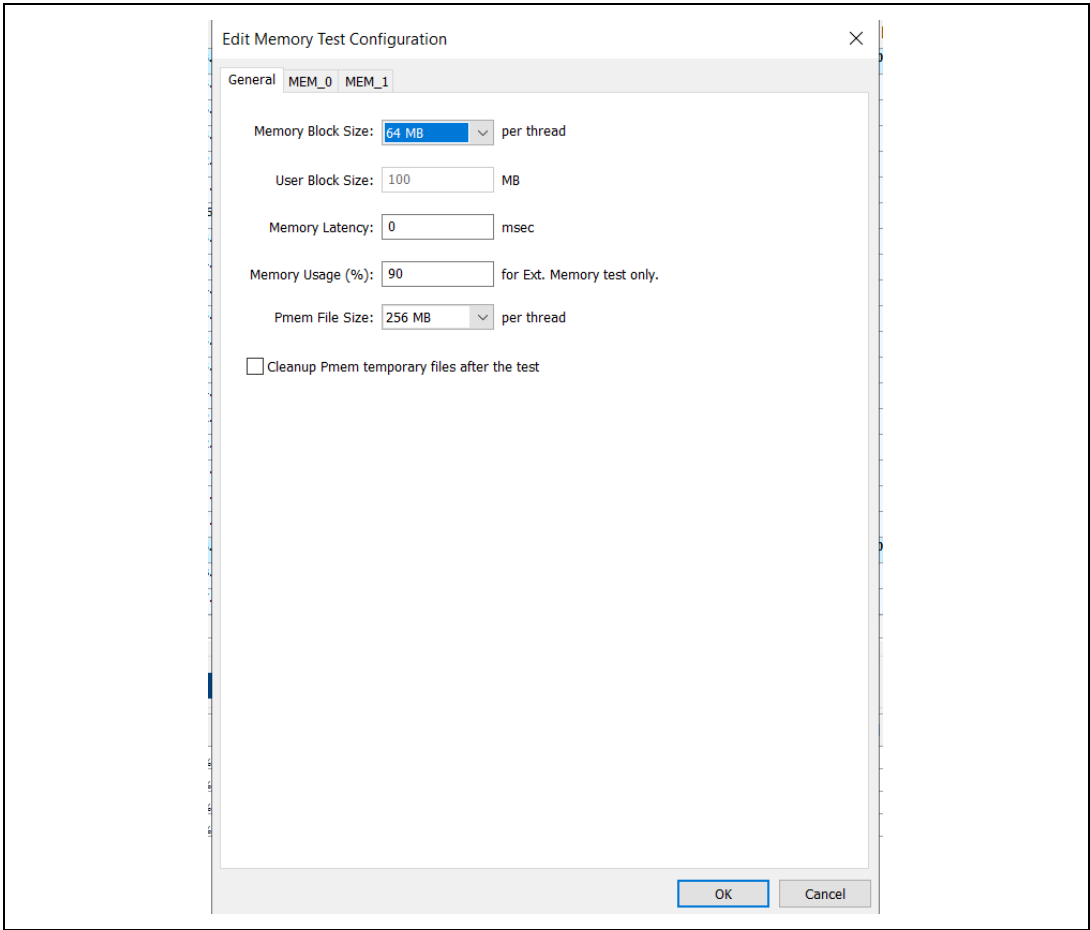 Edit Memory Test Configuration
General MEM_0 MEM_1
Memory Block Size: 64 MB per thread
User Block Size: 100 MB
Memory Latency: 0 msec
Memory Usage (%): 90 for Ext. Memory test only.
Pmem File Size: 256 MB per thread
Cleanup Pmem temporary files after the test
OK Cancel